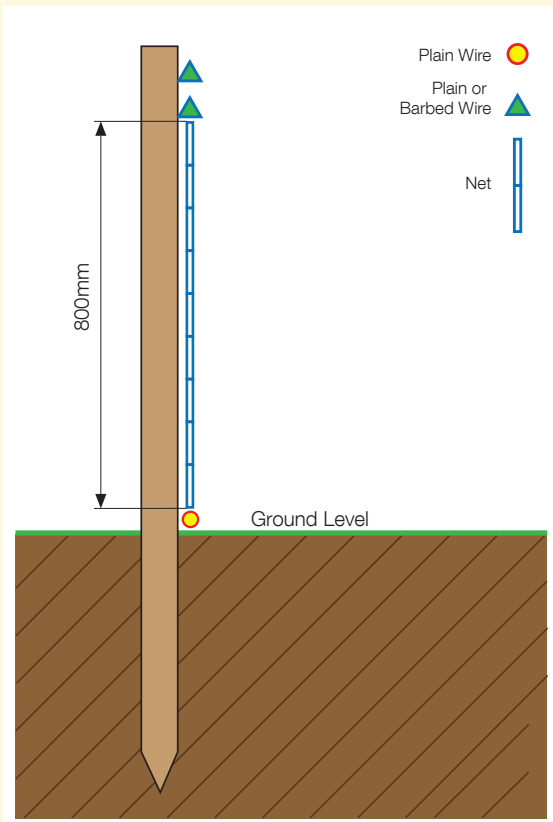 Plain Wire
Plain or
Barbed Wire
Net
800mm
Ground Level